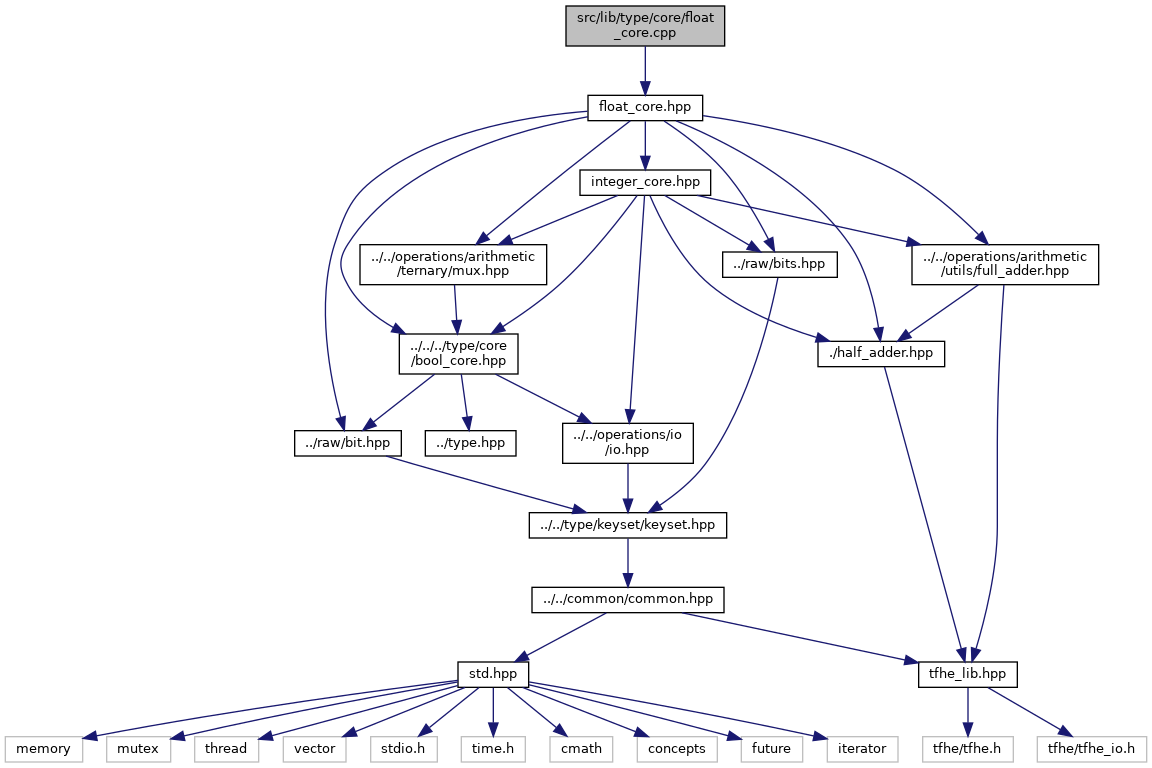 src/lib/type/core/float
_core.cpp
float_core.hpp
integer_core.hpp
../../operations/arithmetic
/ternary/mux.hpp
../raw/bits.hpp
../../operations/arithmetic
/utils/full_adder.hpp
../../../type/core
/bool_core.hpp
./half_adder.hpp
../raw/bit.hpp
../type.hpp
../../operations/io
/io.hpp
../../type/keyset/keyset.hpp
../../common/common.hpp
std.hpp
tfhe_lib.hpp
memory
mutex
thread
vector
stdio.h
time.h
cmath
concepts
future
iterator
tfhe/tfhe.h
tfhe/tfhe_io.h